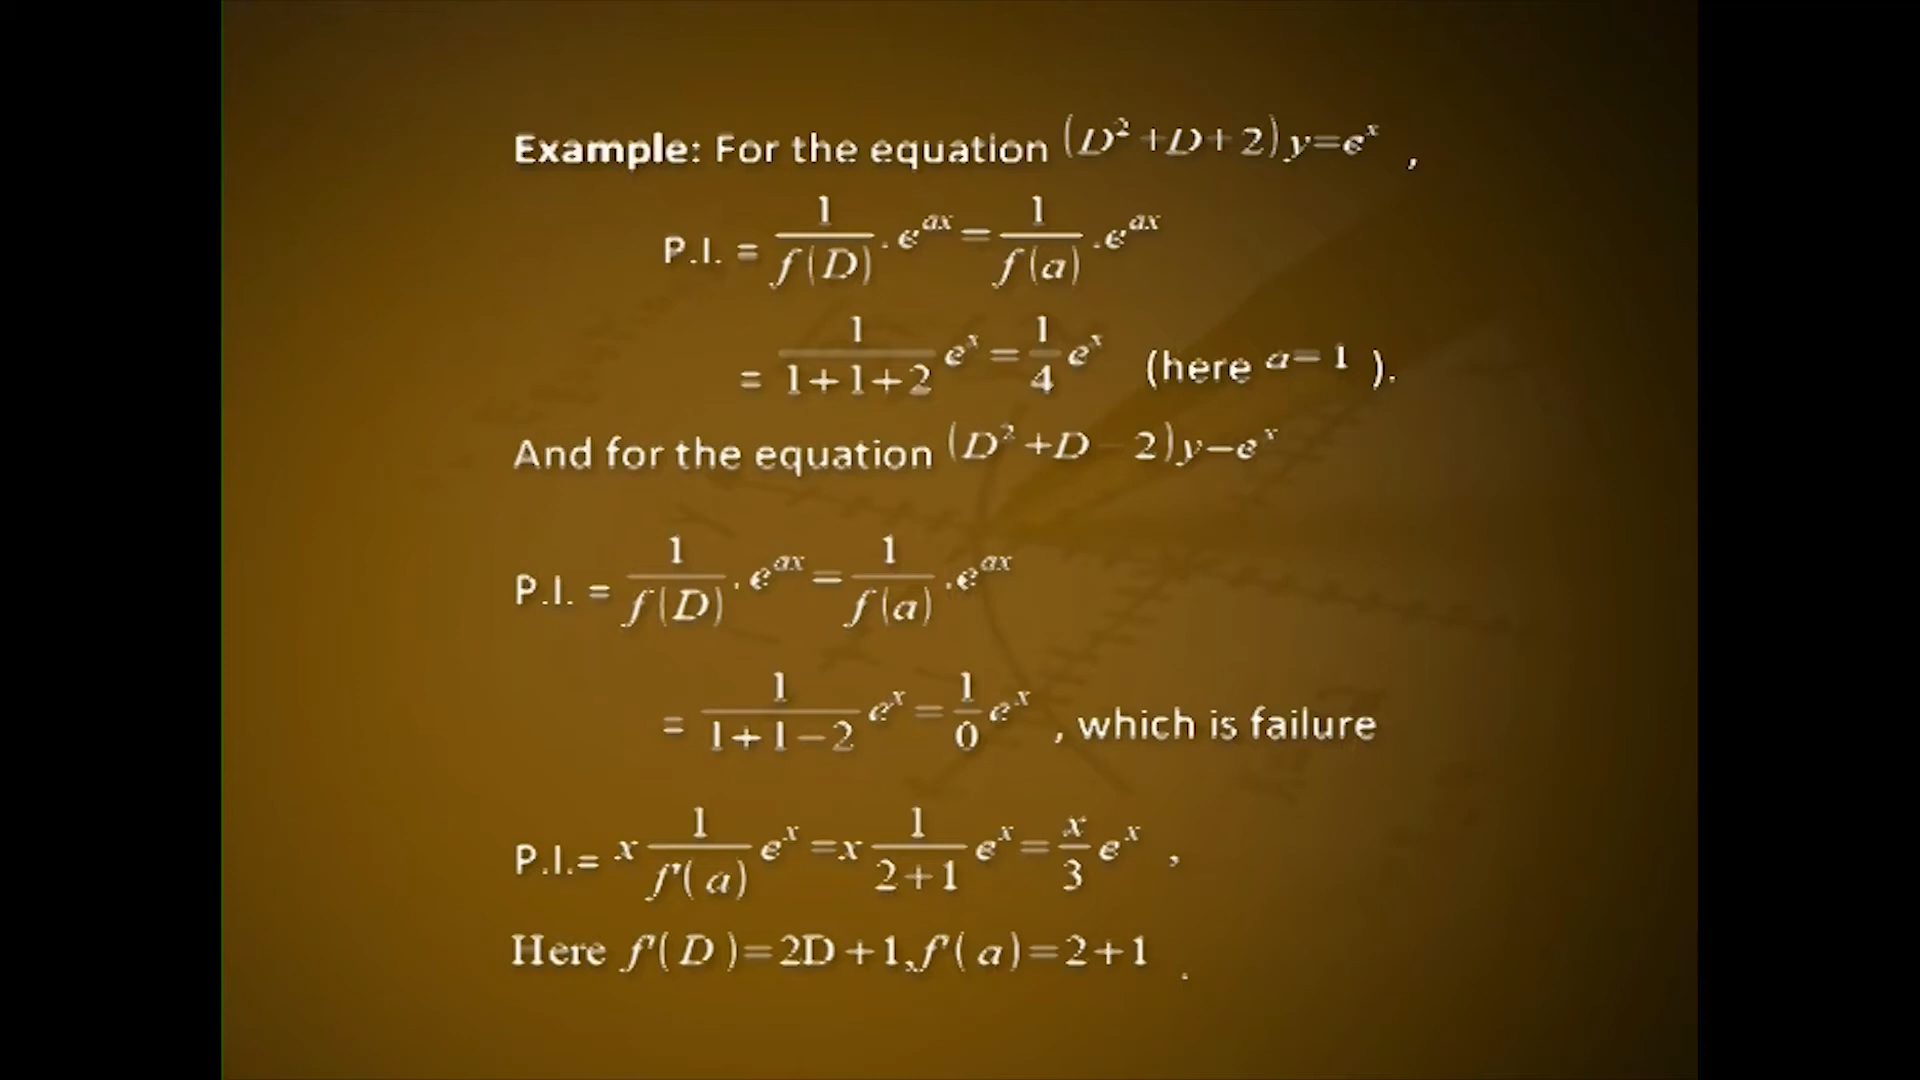 Example: For the equation (D² +D+ 2) y=eˣ ,
P.I. = 1/f(D) · e^ax = 1/f(a) · e^ax
= 1/(1+1+2) eˣ = 1/4 eˣ (here a= 1 ).
And for the equation (D² +D – 2) y=eˣ
P.I. = 1/f(D) · e^ax = 1/f(a) · e^ax
= 1/(1+1−2) eˣ = 1/0 eˣ , which is failure
P.I.= x 1/f'(a) eˣ =x 1/(2+1) eˣ = x/3 eˣ ,
Here f'( D )=2D+1,f'( a)=2+1 .